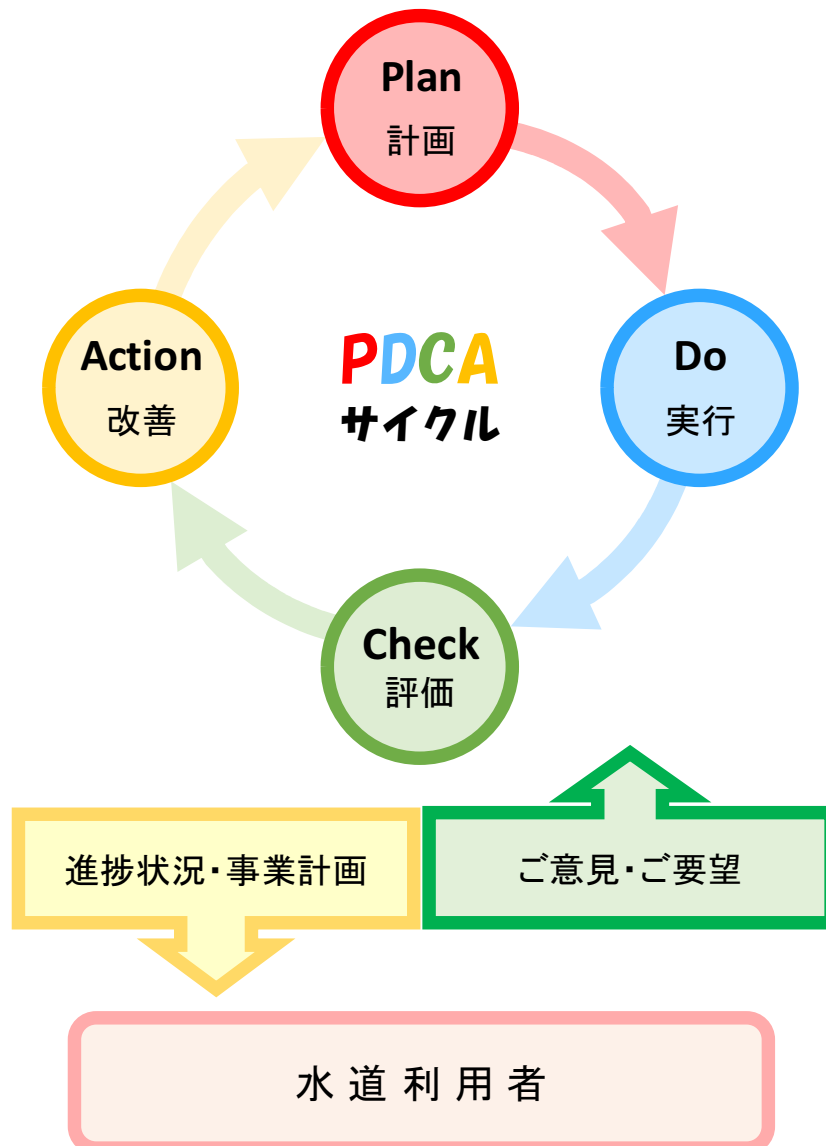 Plan
計画
Action
改善
PDCA
サイクル
Do
実行
Check
評価
進捗状況・事業計画
ご意見・ご要望
水道利用者